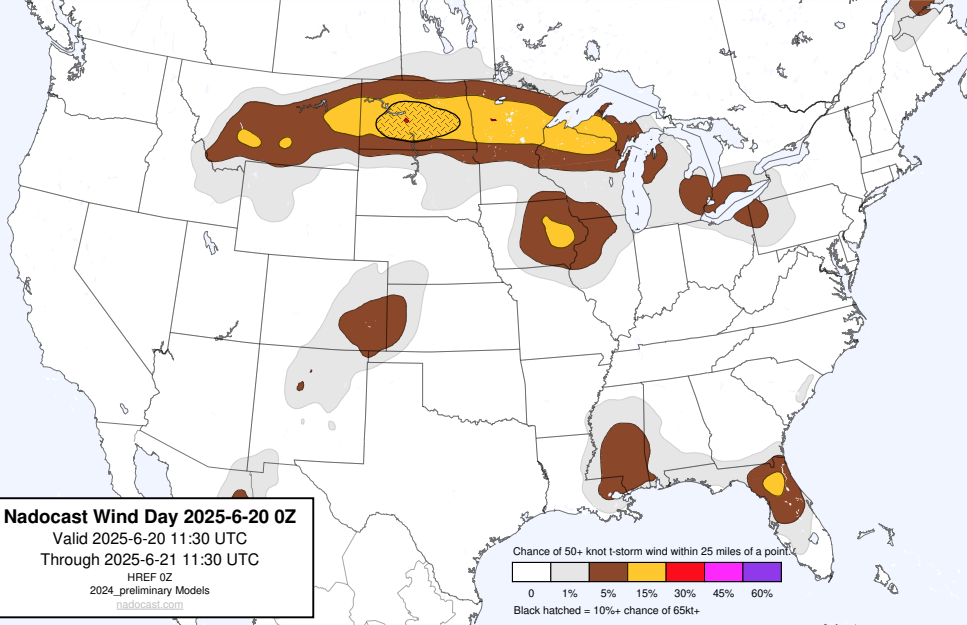 Nadocast Wind Day 2025-6-20 0Z
Valid 2025-6-20 11:30 UTC
Through 2025-6-21 11:30 UTC
HREF 0Z
2024_preliminary Models
nadocast.com
Chance of 50+ knot t-storm wind within 25 miles of a point.
0 1% 5% 15% 30% 45% 60%
Black hatched = 10%+ chance of 65kt+